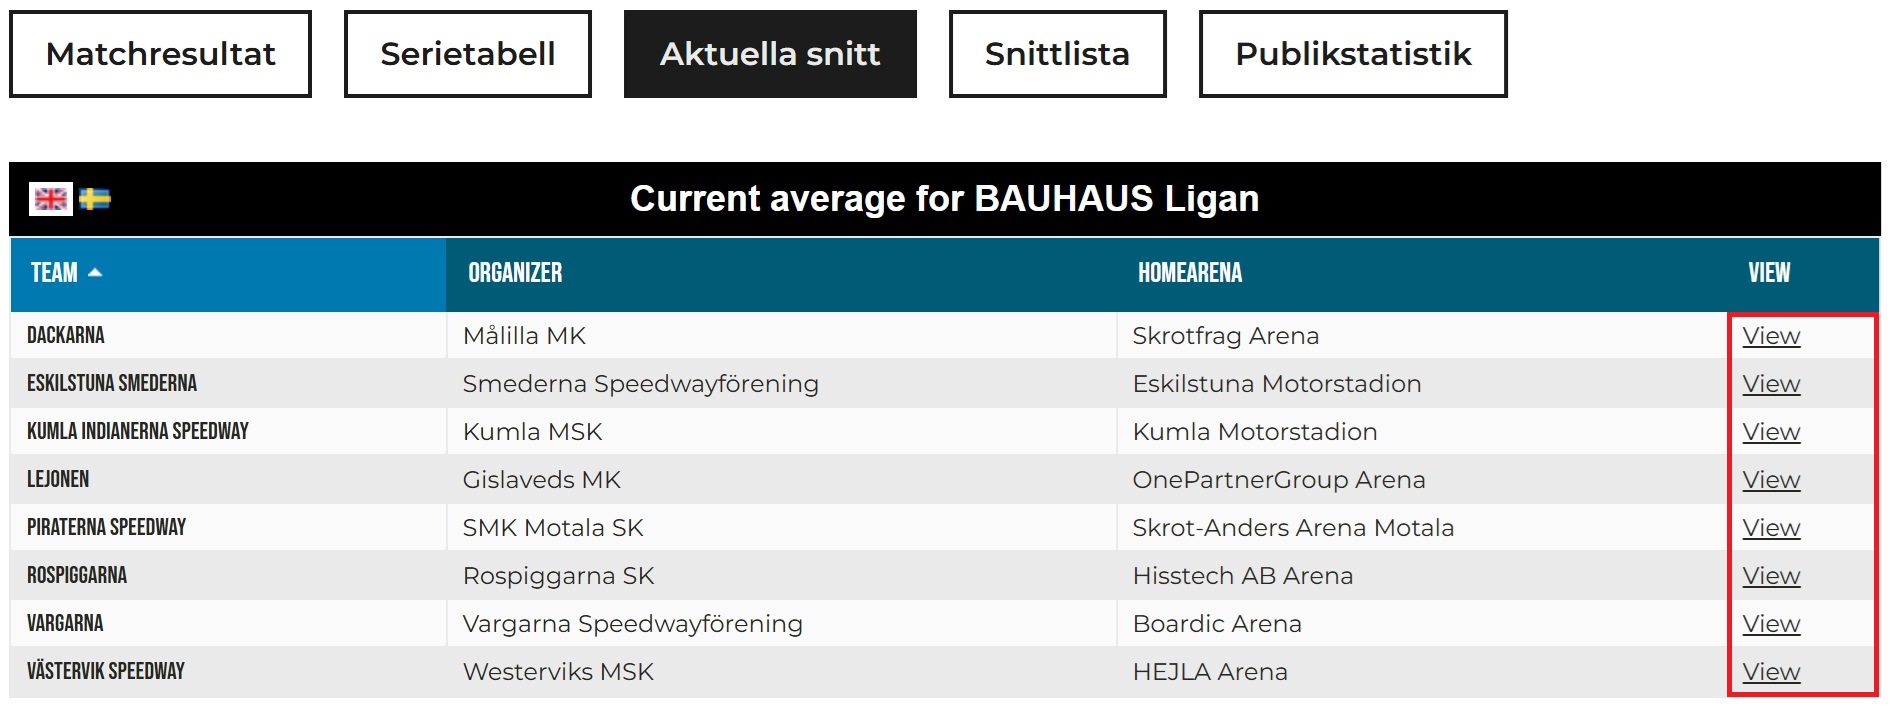 Matchresultat Serietabell Aktuella snitt Snittlista Publikstatistik
Current average for BAUHAUS Ligan
TEAM ORGANIZER HOMEARENA VIEW
DACKARNA Målilla MK Skrotfrag Arena View
ESKILSTUNA SMEDERNA Smederna Speedwayförening Eskilstuna Motorstadion View
KUMLA INDIANERNA SPEEDWAY Kumla MSK Kumla Motorstadion View
LEJONEN Gislaveds MK OnePartnerGroup Arena View
PIRATERNA SPEEDWAY SMK Motala SK Skrot-Anders Arena Motala View
ROSPIGGARNA Rospiggarna SK Hisstech AB Arena View
VARGARNA Vargarna Speedwayförening Boardic Arena View
VÄSTERVIK SPEEDWAY Westerviks MSK HEJLA Arena View